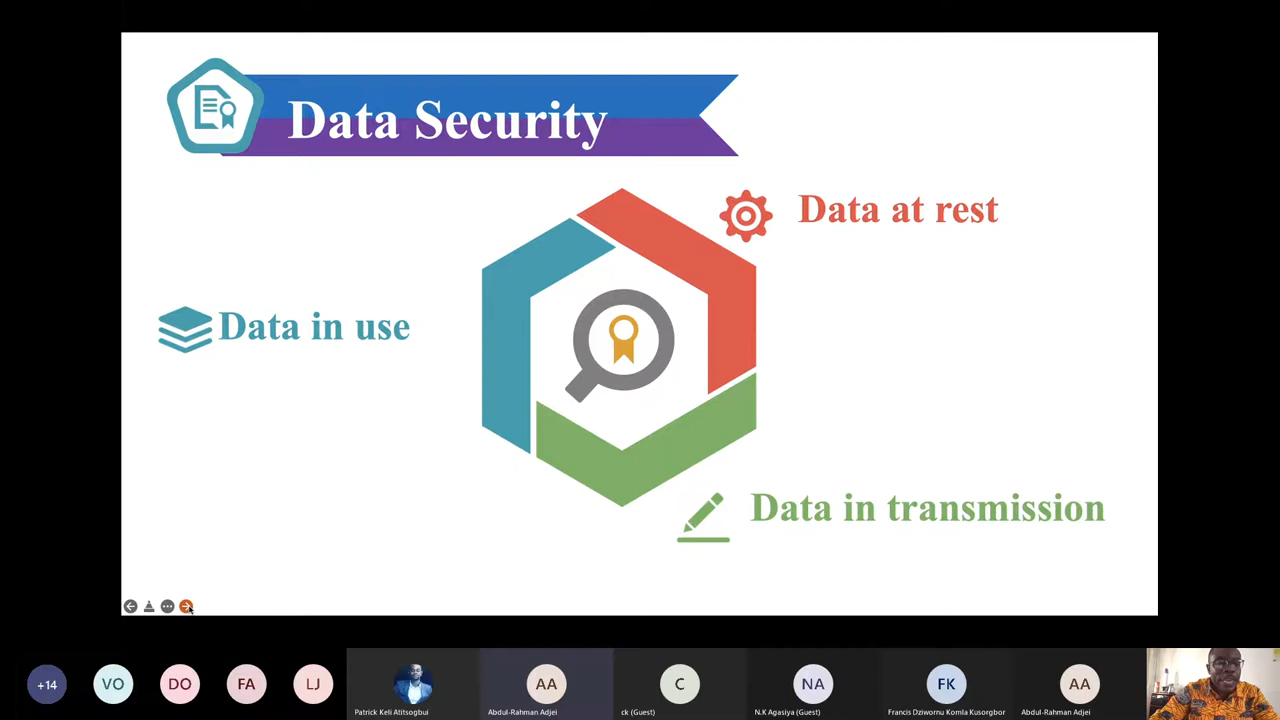 Data Security
Data at rest
Data in use
Data in transmission
+14
VO
DO
FA
LJ
Patrick Keli Atitsogbui
AA
Abdul-Rahman Adjei
C
ck (Guest)
NA
N.K Agasiya (Guest)
FK
Francis Dziwornu Komla Kusorgbor
AA
Abdul-Rahman Adjei